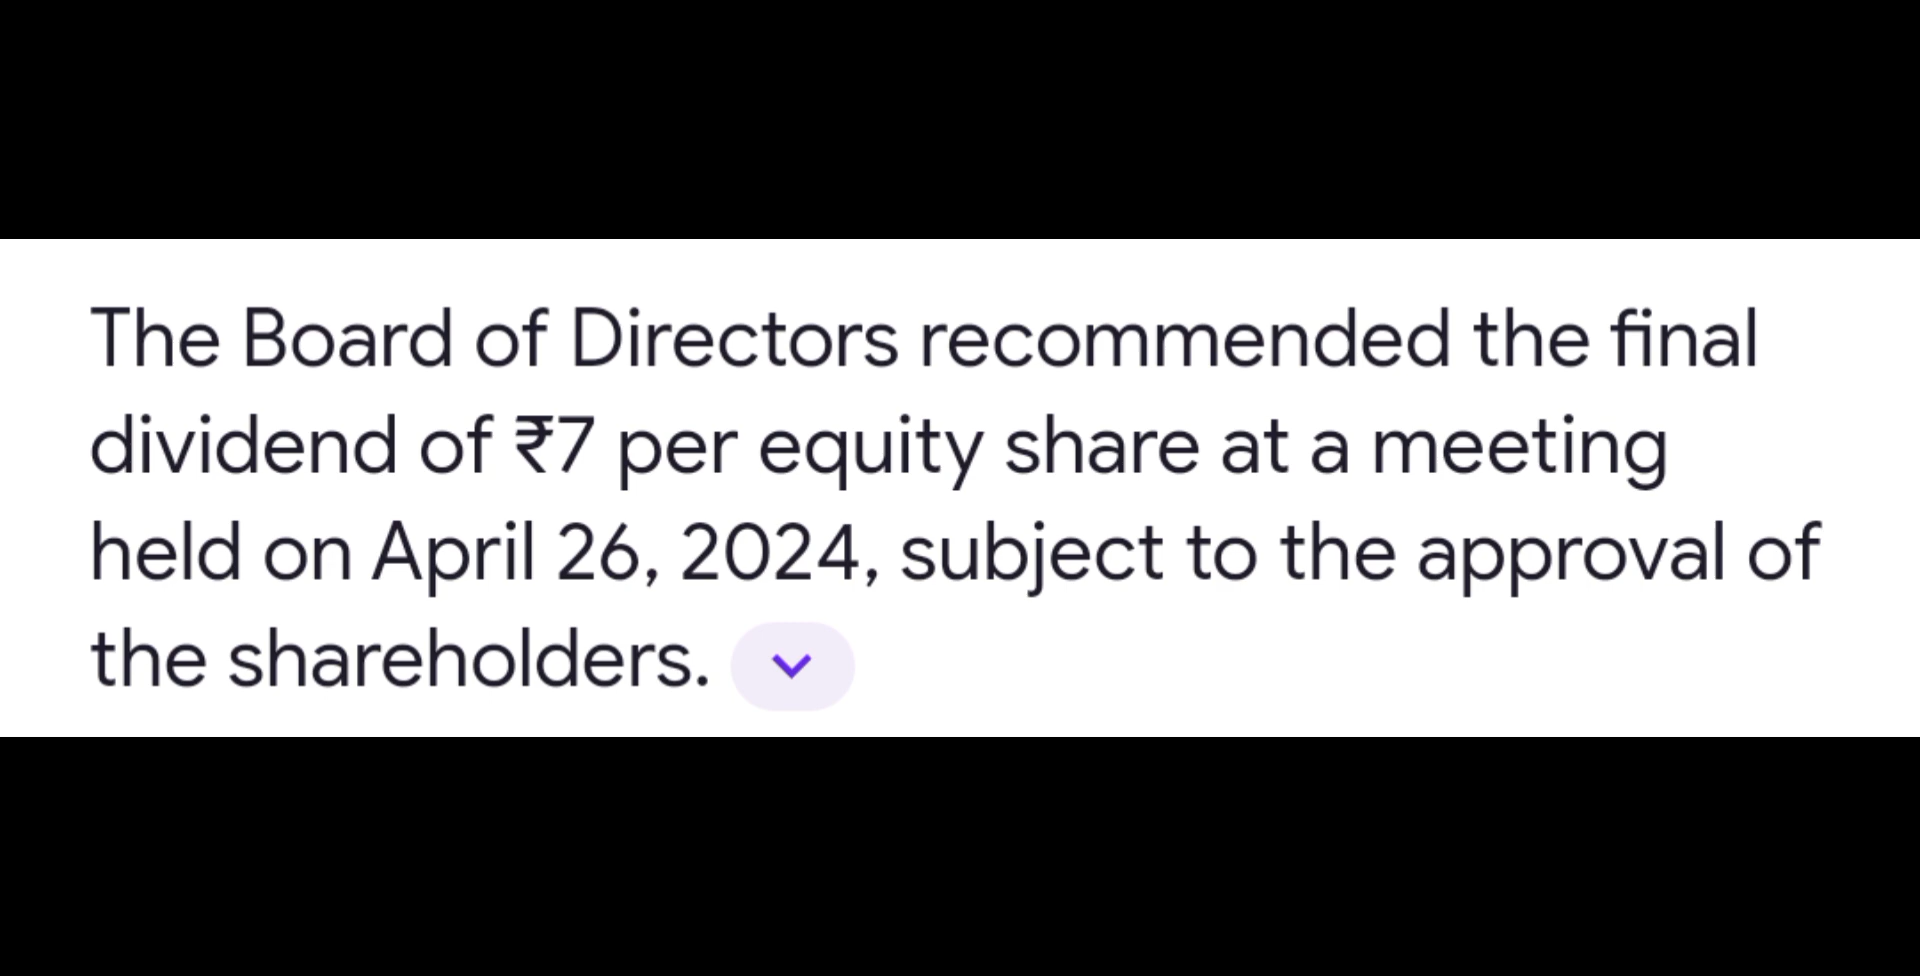 The Board of Directors recommended the final
dividend of ₹7 per equity share at a meeting
held on April 26, 2024, subject to the approval of
the shareholders.